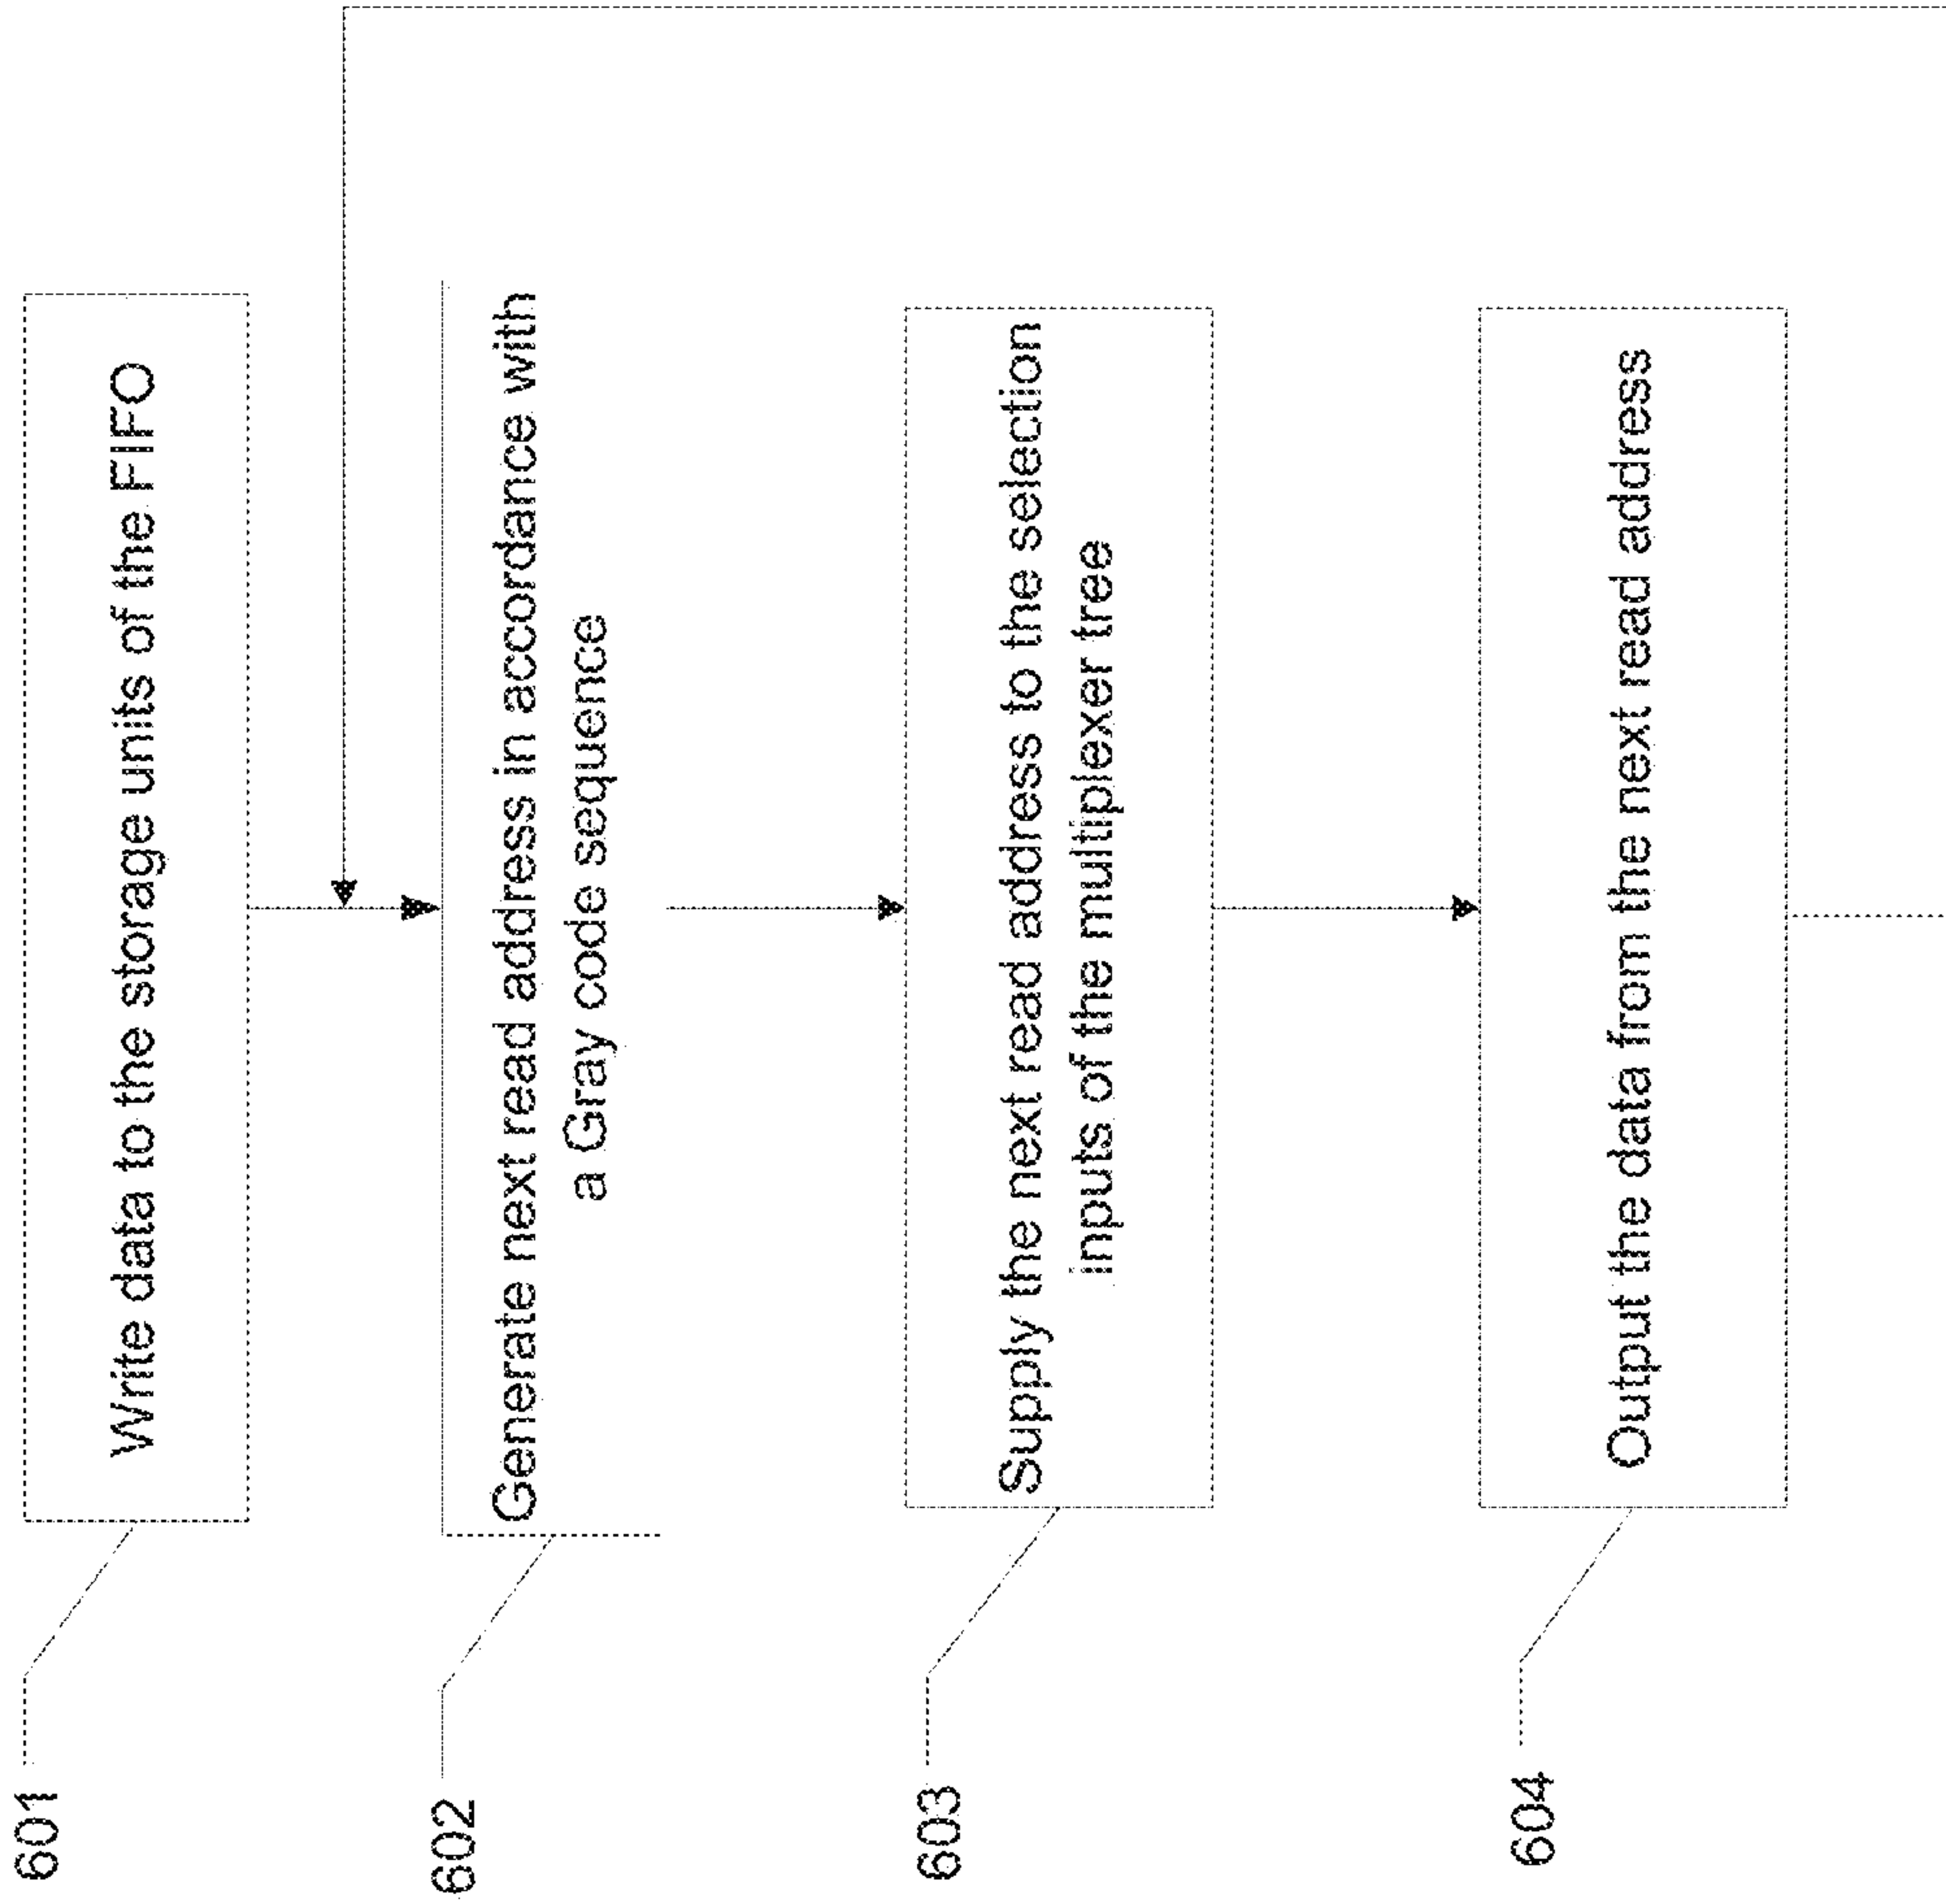 601
Write data to the storage units of the FIFO
602
Generate next read address in accordance with
a Gray code sequence
603
Supply the next read address to the selection
inputs of the multiplexer tree
604
Output the data from the next read address